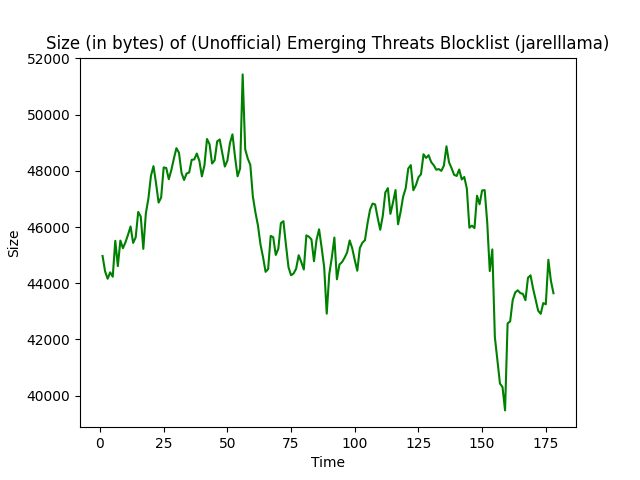 Size (in bytes) of (Unofficial) Emerging Threats Blocklist (jarelllama)
52000
50000
48000
46000
44000
42000
40000
Size
0 25 50 75 100 125 150 175
Time